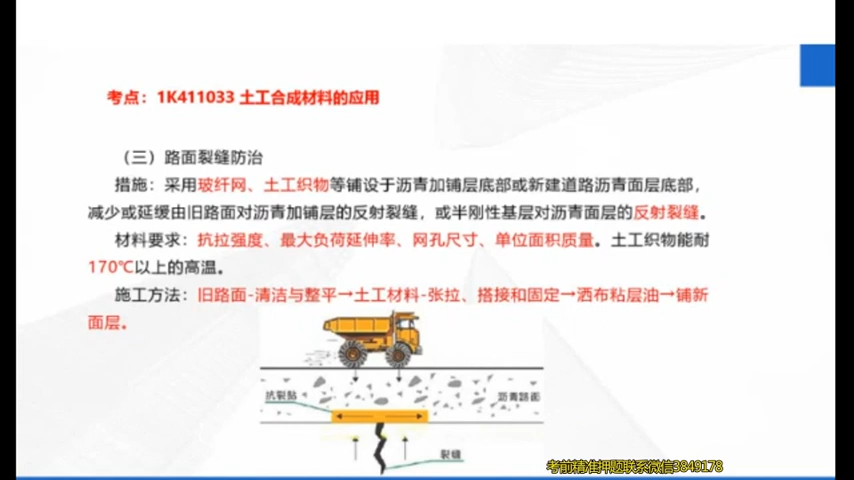 考点：1K411033 土工合成材料的应用
（三）路面裂缝防治
措施：采用玻纤网、土工织物等铺设于沥青加铺层底部或新建道路沥青面层底部，
减少或延缓由旧路面对沥青加铺层的反射裂缝，或半刚性基层对沥青面层的反射裂缝。
材料要求：抗拉强度、最大负荷延伸率、网孔尺寸、单位面积质量。土工织物能耐
170℃以上的高温。
施工方法：旧路面-清洁与整平→土工材料-张拉、搭接和固定→洒布粘层油→铺新
面层。
抗裂贴
沥青路面
裂缝
考前精准押题联系微信3849178